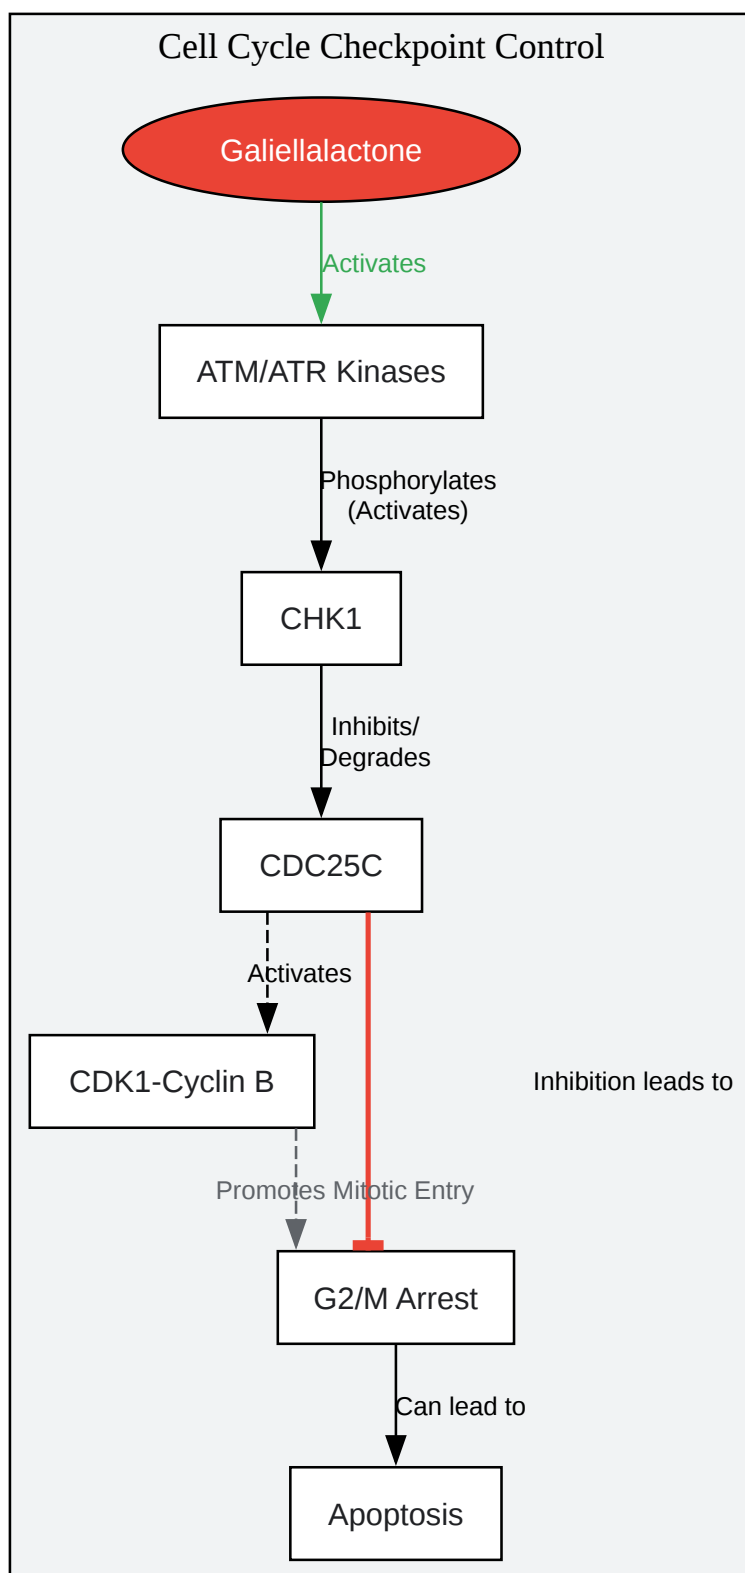 Cell Cycle Checkpoint Control
Galiellalactone
Activates
ATM/ATR Kinases
Phosphorylates
(Activates)
CHK1
Inhibits/
Degrades
CDC25C
Activates
CDK1-Cyclin B
Inhibition leads to
Promotes Mitotic Entry
G2/M Arrest
Can lead to
Apoptosis